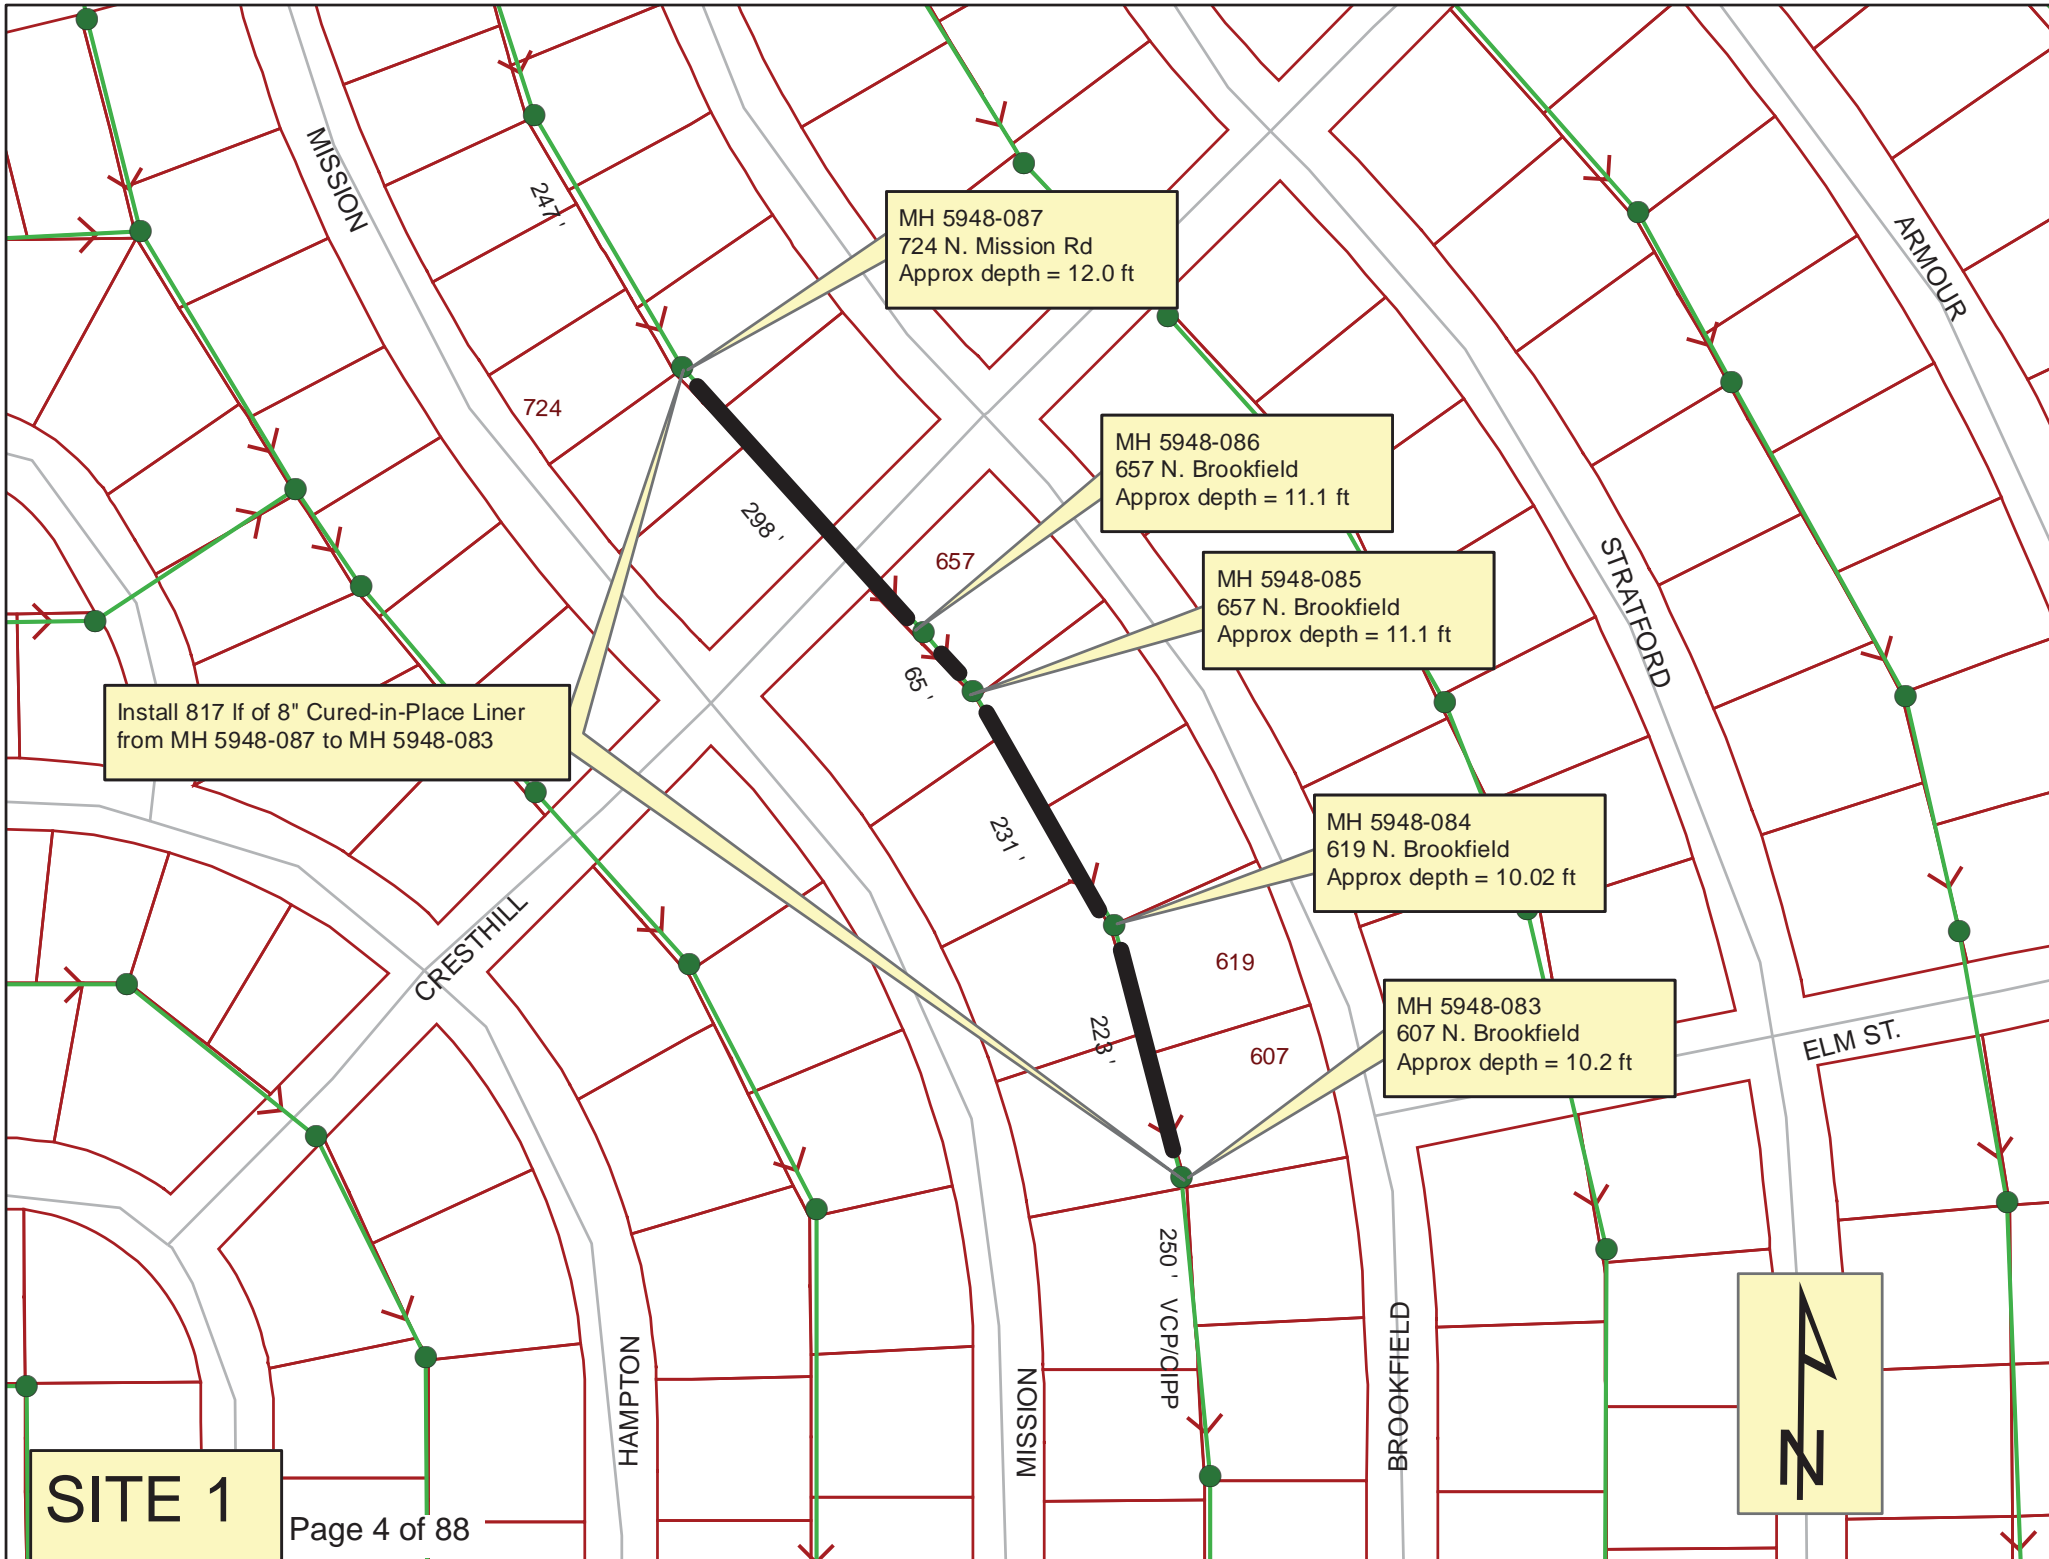 MISSION
247 '
MH 5948-087
724 N. Mission Rd
Approx depth = 12.0 ft
ARMOUR
724
298 '
MH 5948-086
657 N. Brookfield
Approx depth = 11.1 ft
657
STRATFORD
MH 5948-085
657 N. Brookfield
Approx depth = 11.1 ft
65 '
Install 817 lf of 8" Cured-in-Place Liner
from MH 5948-087 to MH 5948-083
231 '
MH 5948-084
619 N. Brookfield
Approx depth = 10.02 ft
CRESTHILL
619
MH 5948-083
607 N. Brookfield
Approx depth = 10.2 ft
223 '
607
ELM ST.
250 ' VCP/CIPP
HAMPTON
MISSION
BROOKFIELD
N
SITE 1
Page 4 of 88